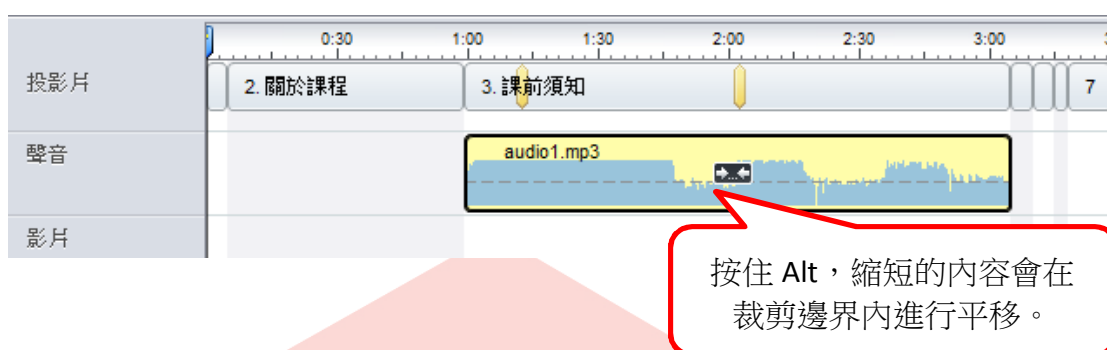 0:30 1:00 1:30 2:00 2:30 3:00
投影片 2. 關於課程 3. 課前須知 7
聲音 audio1.mp3
影片
按住 Alt，縮短的內容會在
裁剪邊界內進行平移。